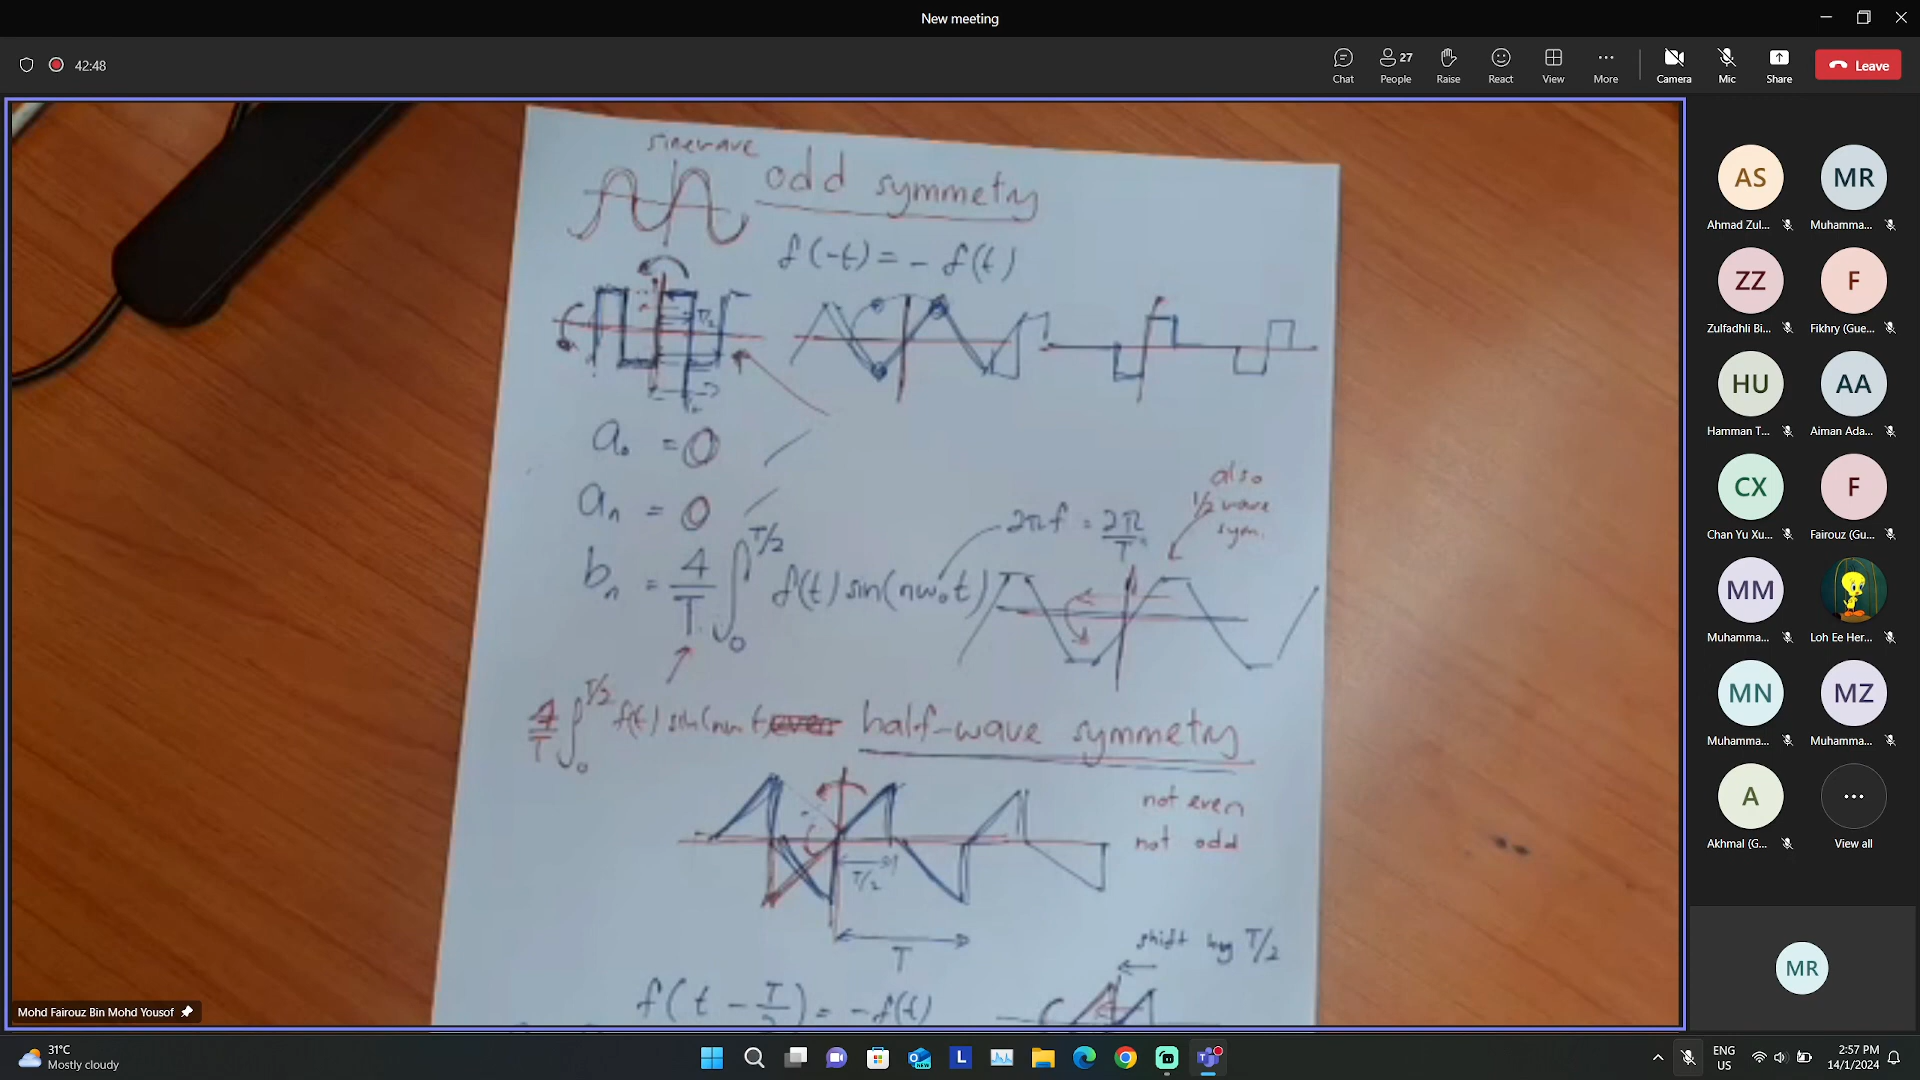 New meeting
42:48
Chat
27
People
Raise
React
View
More
Camera
Mic
Share
Leave
sinewave
odd symmetry
f(-t) = - f(t)
T/2
a₀ = 0
aₙ = 0
bₙ = 4/T ∫₀^T/2 f(t) sin(nω₀t)
2πf = 2π/T
also
1/2 wave
sym.
4/T ∫₀^T/2 f(t) sin(nω t)
half-wave symmetry
not even
not odd
T/2
T
shift by T/2
f(t - T/2) = -f(t)
Mohd Fairouz Bin Mohd Yousof
AS
Ahmad Zul...
MR
Muhamma...
ZZ
Zulfadhli Bi...
F
Fikhry (Gue...
HU
Hamman T...
AA
Aiman Ada...
CX
Chan Yu Xu...
F
Fairouz (Gu...
MM
Muhamma...
Loh Ee Her...
MN
Muhamma...
MZ
Muhamma...
A
Akhmal (G...
...
View all
MR
31°C
Mostly cloudy
NEW
L
ENG
US
2:57 PM
14/1/2024